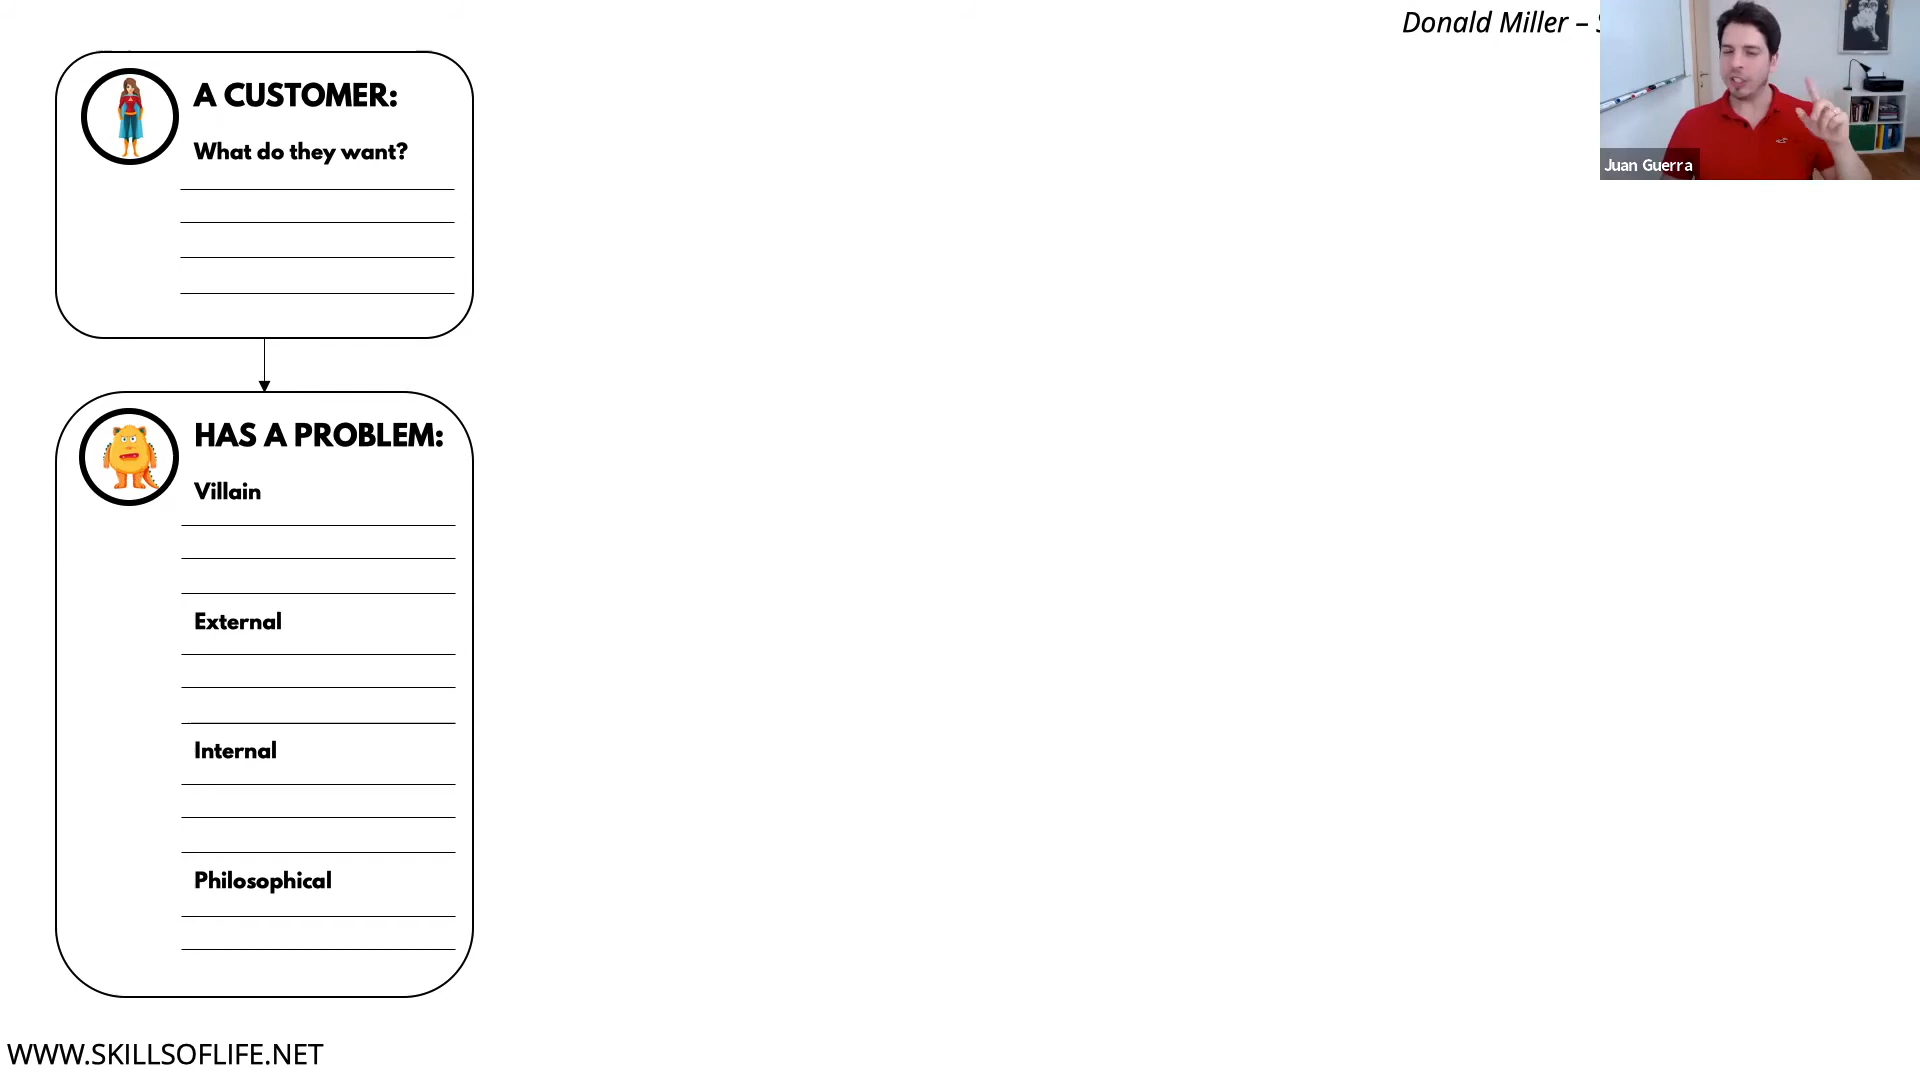 Donald Miller –
Juan Guerra
A CUSTOMER:
What do they want?
HAS A PROBLEM:
Villain
External
Internal
Philosophical
WWW.SKILLSOFLIFE.NET